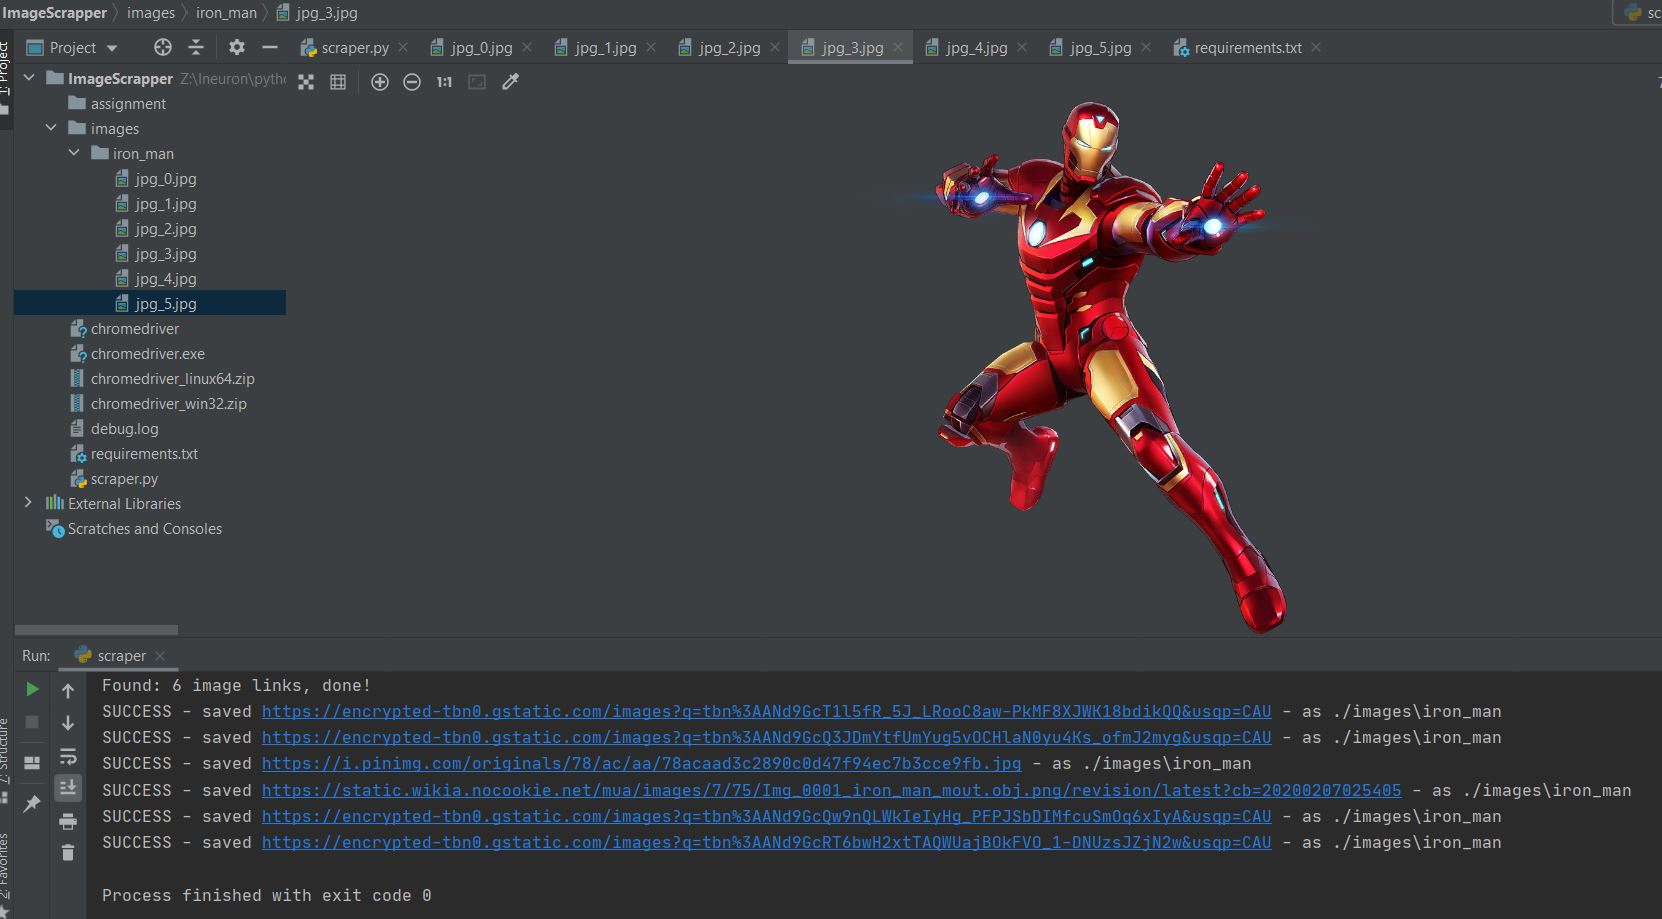 ImageScrapper images iron_man jpg_3.jpg
Project scraper.py jpg_0.jpg jpg_1.jpg jpg_2.jpg jpg_3.jpg jpg_4.jpg jpg_5.jpg requirements.txt
1: Project
ImageScrapper Z:\Ineuron\pytho
1:1
assignment
images
iron_man
jpg_0.jpg
jpg_1.jpg
jpg_2.jpg
jpg_3.jpg
jpg_4.jpg
jpg_5.jpg
chromedriver
chromedriver.exe
chromedriver_linux64.zip
chromedriver_win32.zip
debug.log
requirements.txt
scraper.py
External Libraries
Scratches and Consoles
Run: scraper
Found: 6 image links, done!
SUCCESS - saved https://encrypted-tbn0.gstatic.com/images?q=tbn%3AANd9GcT1l5fR_5J_LRooC8aw-PkMF8XJWK18bdikQQ&usqp=CAU - as ./images\iron_man
SUCCESS - saved https://encrypted-tbn0.gstatic.com/images?q=tbn%3AANd9GcQ3JDmYtfUmYug5vOCHlaN0yu4Ks_ofmJ2myg&usqp=CAU - as ./images\iron_man
SUCCESS - saved https://i.pinimg.com/originals/78/ac/aa/78acaad3c2890c0d47f94ec7b3cce9fb.jpg - as ./images\iron_man
SUCCESS - saved https://static.wikia.nocookie.net/mua/images/7/75/Img_0001_iron_man_mout.obj.png/revision/latest?cb=20200207025405 - as ./images\iron_man
SUCCESS - saved https://encrypted-tbn0.gstatic.com/images?q=tbn%3AANd9GcQw9nQLWkIeIyHg_PFPJSbDIMfcuSmOq6xIyA&usqp=CAU - as ./images\iron_man
SUCCESS - saved https://encrypted-tbn0.gstatic.com/images?q=tbn%3AANd9GcRT6bwH2xtTAQWUajBOkFVO_1-DNUzsJZjN2w&usqp=CAU - as ./images\iron_man
Process finished with exit code 0
7: Structure
2: Favorites